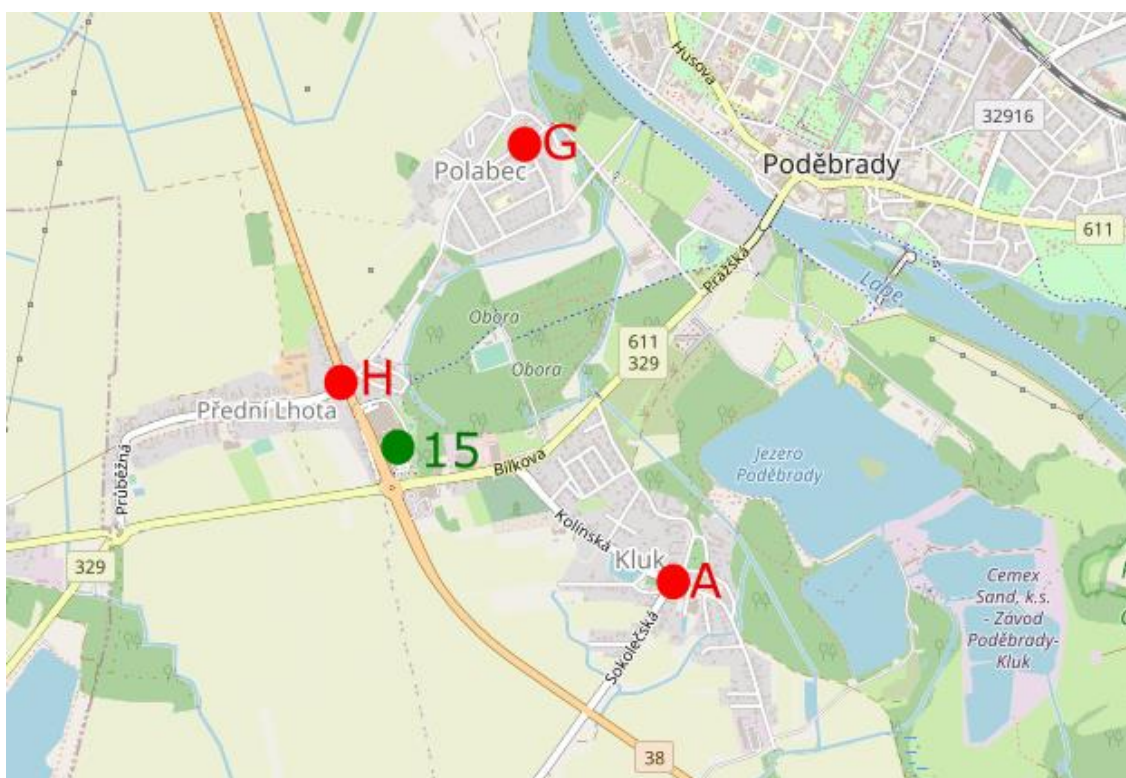 Husova
32916
G
Polabec
Poděbrady
611
Pražská
Labe
Obora
611
329
Obora
H
Přední Lhota
15
Bílkova
Jezero
Poděbrady
Průběžná
Kolínská
Kluk
A
329
Cemex
Sand, k.s.
- Závod
Poděbrady-
Kluk
Sokolečská
38